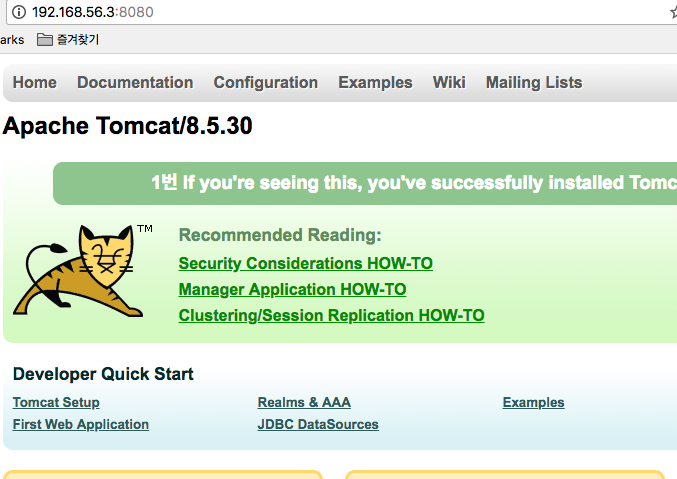 192.168.56.3:8080
arks 즐겨찾기
Home Documentation Configuration Examples Wiki Mailing Lists
Apache Tomcat/8.5.30
1번 If you're seeing this, you've successfully installed Tomc
TM
Recommended Reading:
Security Considerations HOW-TO
Manager Application HOW-TO
Clustering/Session Replication HOW-TO
Developer Quick Start
Tomcat Setup Realms & AAA Examples
First Web Application JDBC DataSources